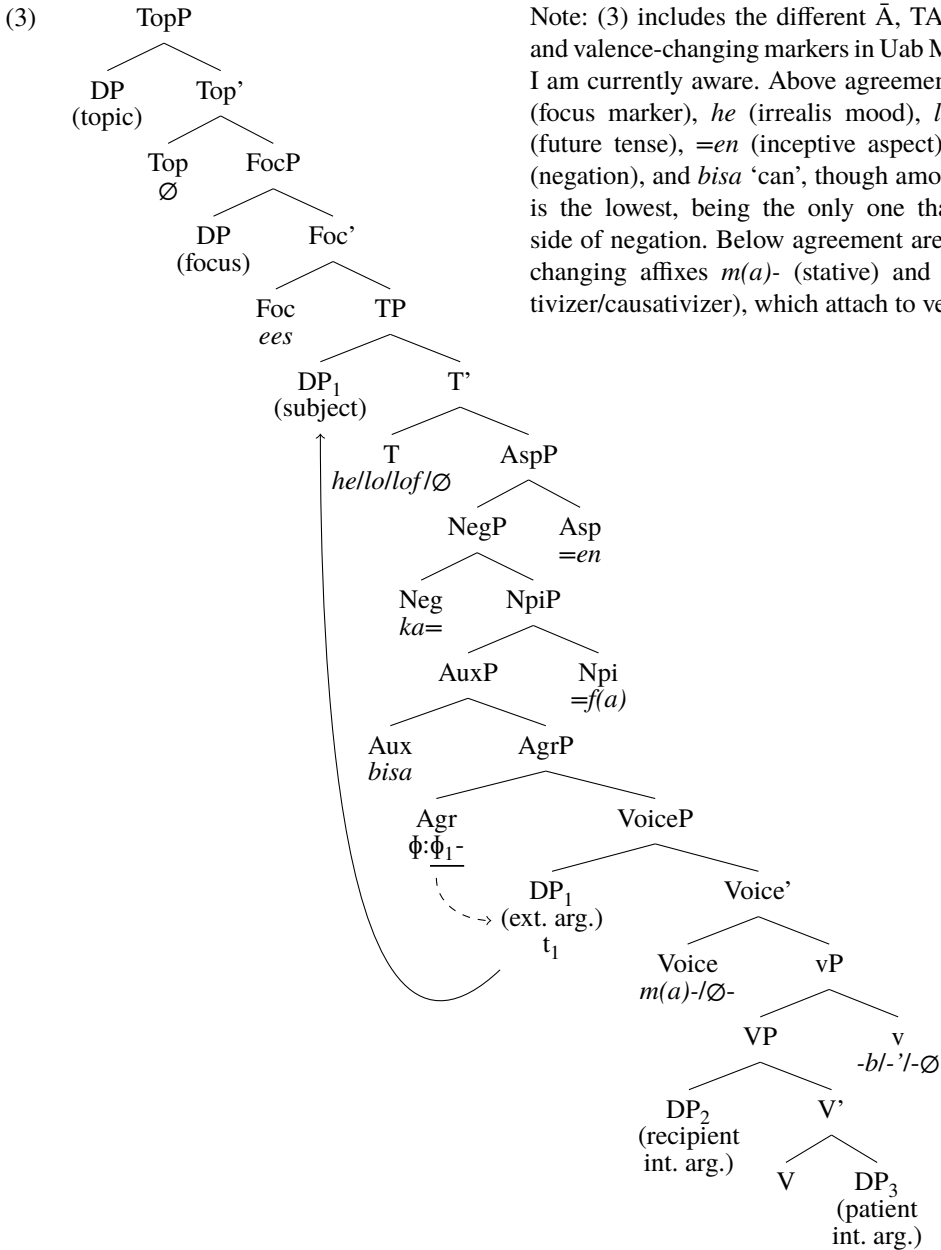 (3)
TopP
Note: (3) includes the different Ā, TA
and valence-changing markers in Uab M
I am currently aware. Above agreemen
(focus marker), he (irrealis mood), l
(future tense), =en (inceptive aspect)
(negation), and bisa ‘can’, though amo
is the lowest, being the only one tha
side of negation. Below agreement are
changing affixes m(a)- (stative) and
tivizer/causativizer), which attach to ve
DP
(topic)
Top’
Top
∅
FocP
DP
(focus)
Foc’
Foc
ees
TP
DP₁
(subject)
T’
T
he/lo/lof/∅
AspP
NegP
Asp
=en
Neg
ka=
NpiP
AuxP
Npi
=f(a)
Aux
bisa
AgrP
Agr
ϕ:ϕ₁-
VoiceP
DP₁
(ext. arg.)
t₁
Voice’
Voice
m(a)-/∅-
vP
VP
v
-b/-’/-∅
DP₂
(recipient
int. arg.)
V’
V
DP₃
(patient
int. arg.)